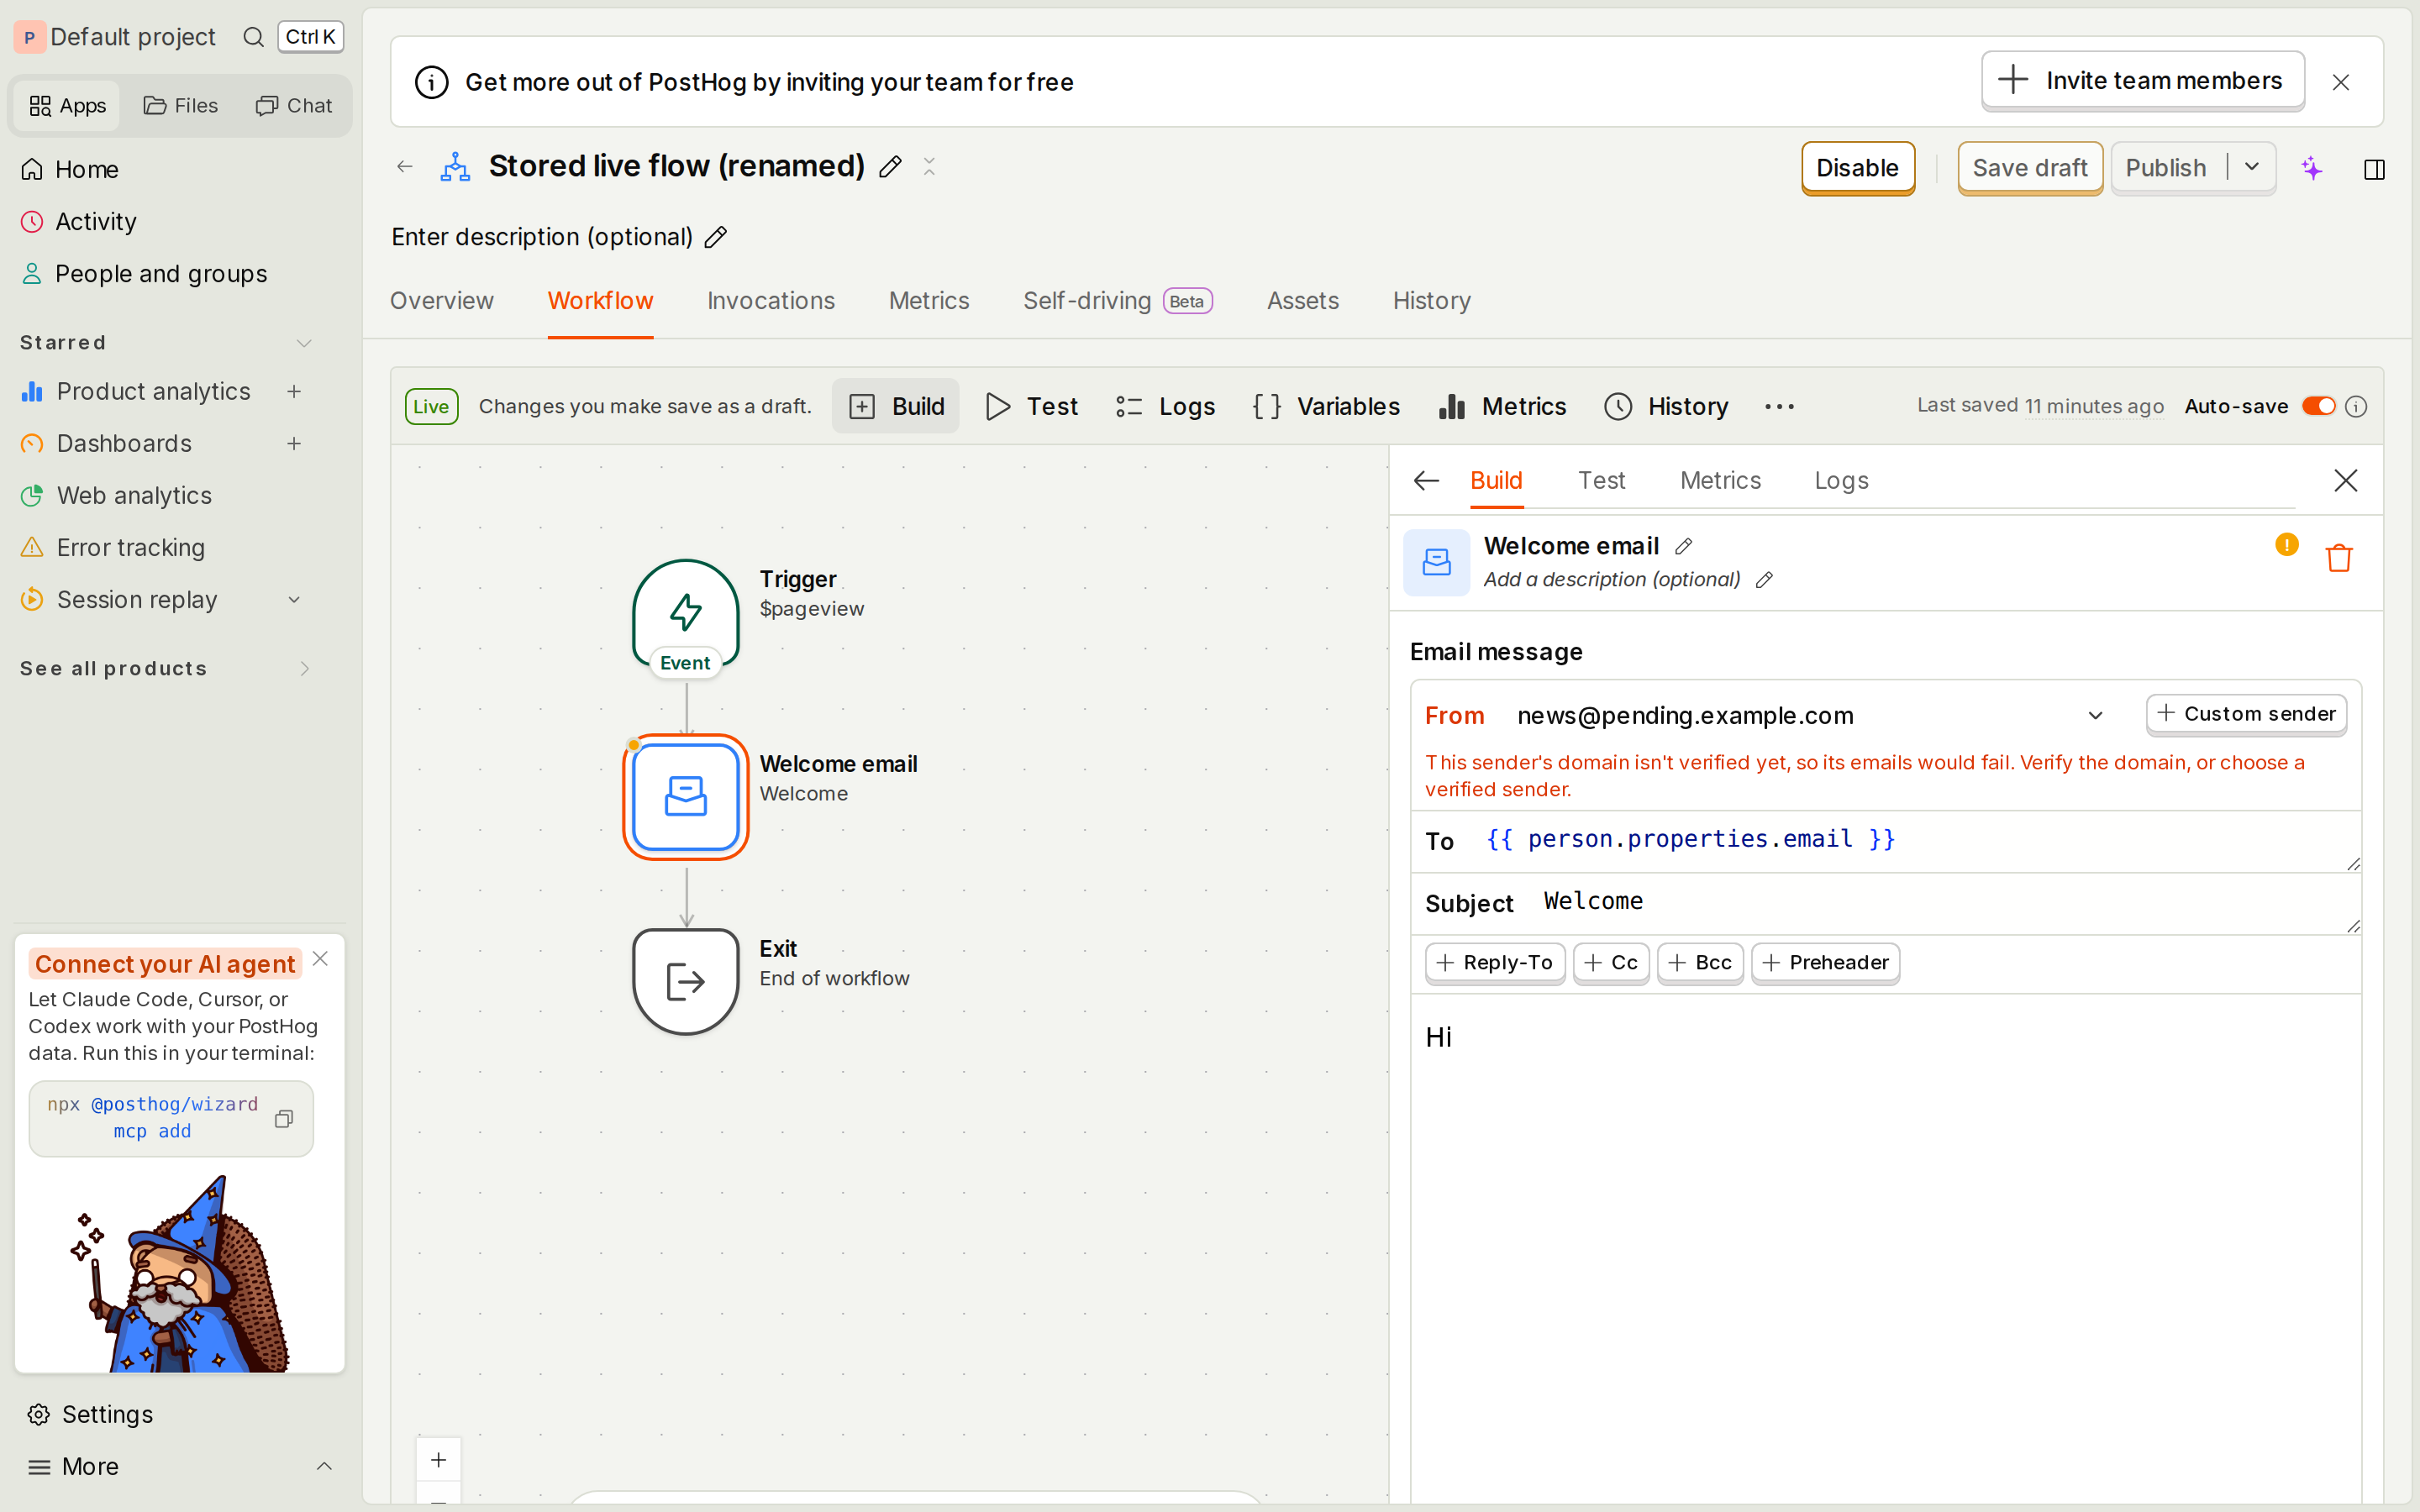 P Default project Ctrl K
Apps Files Chat
Home
Activity
People and groups
Starred
Product analytics
Dashboards
Web analytics
Error tracking
Session replay
See all products
Connect your AI agent
Let Claude Code, Cursor, or
Codex work with your PostHog
data. Run this in your terminal:
npx @posthog/wizard
mcp add
Settings
More
Get more out of PostHog by inviting your team for free
Invite team members
Stored live flow (renamed)
Disable
Save draft
Publish
Enter description (optional)
Overview Workflow Invocations Metrics Self-driving Beta Assets History
Live Changes you make save as a draft. Build Test Logs Variables Metrics History Last saved 11 minutes ago Auto-save
Trigger
$pageview
Event
Welcome email
Welcome
Exit
End of workflow
Build Test Metrics Logs
Welcome email
Add a description (optional)
Email message
From news@pending.example.com Custom sender
This sender's domain isn't verified yet, so its emails would fail. Verify the domain, or choose a
verified sender.
To {{ person.properties.email }}
Subject Welcome
Reply-To Cc Bcc Preheader
Hi